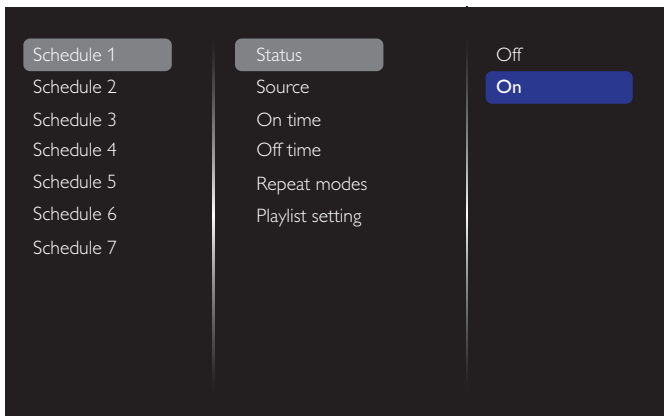 Schedule 1
Schedule 2
Schedule 3
Schedule 4
Schedule 5
Schedule 6
Schedule 7
Status
Source
On time
Off time
Repeat modes
Playlist setting
Off
On